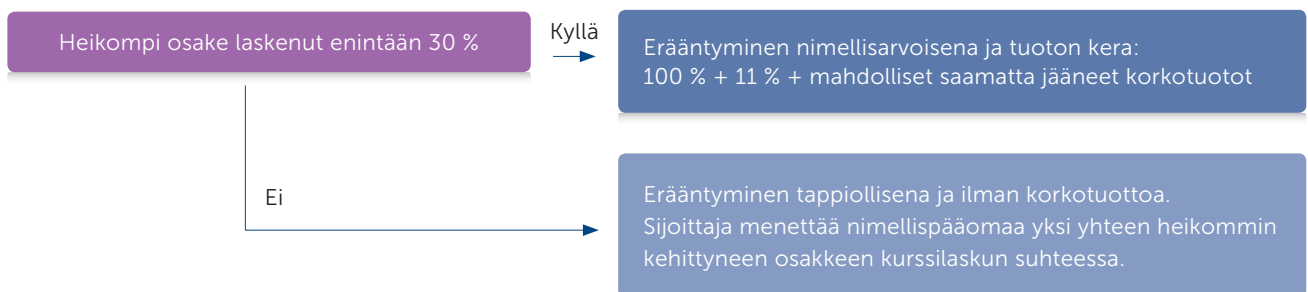 Heikompi osake laskenut enintään 30 %
Kyllä
Erääntyminen nimellisarvoisena ja tuoton kera:
100 % + 11 % + mahdolliset saamatta jääneet korkotuotot
Ei
Erääntyminen tappiollisena ja ilman korkotuottoa.
Sijoittaja menettää nimellispääomaa yksi yhteen heikommin
kehittyneen osakkeen kurssilaskun suhteessa.